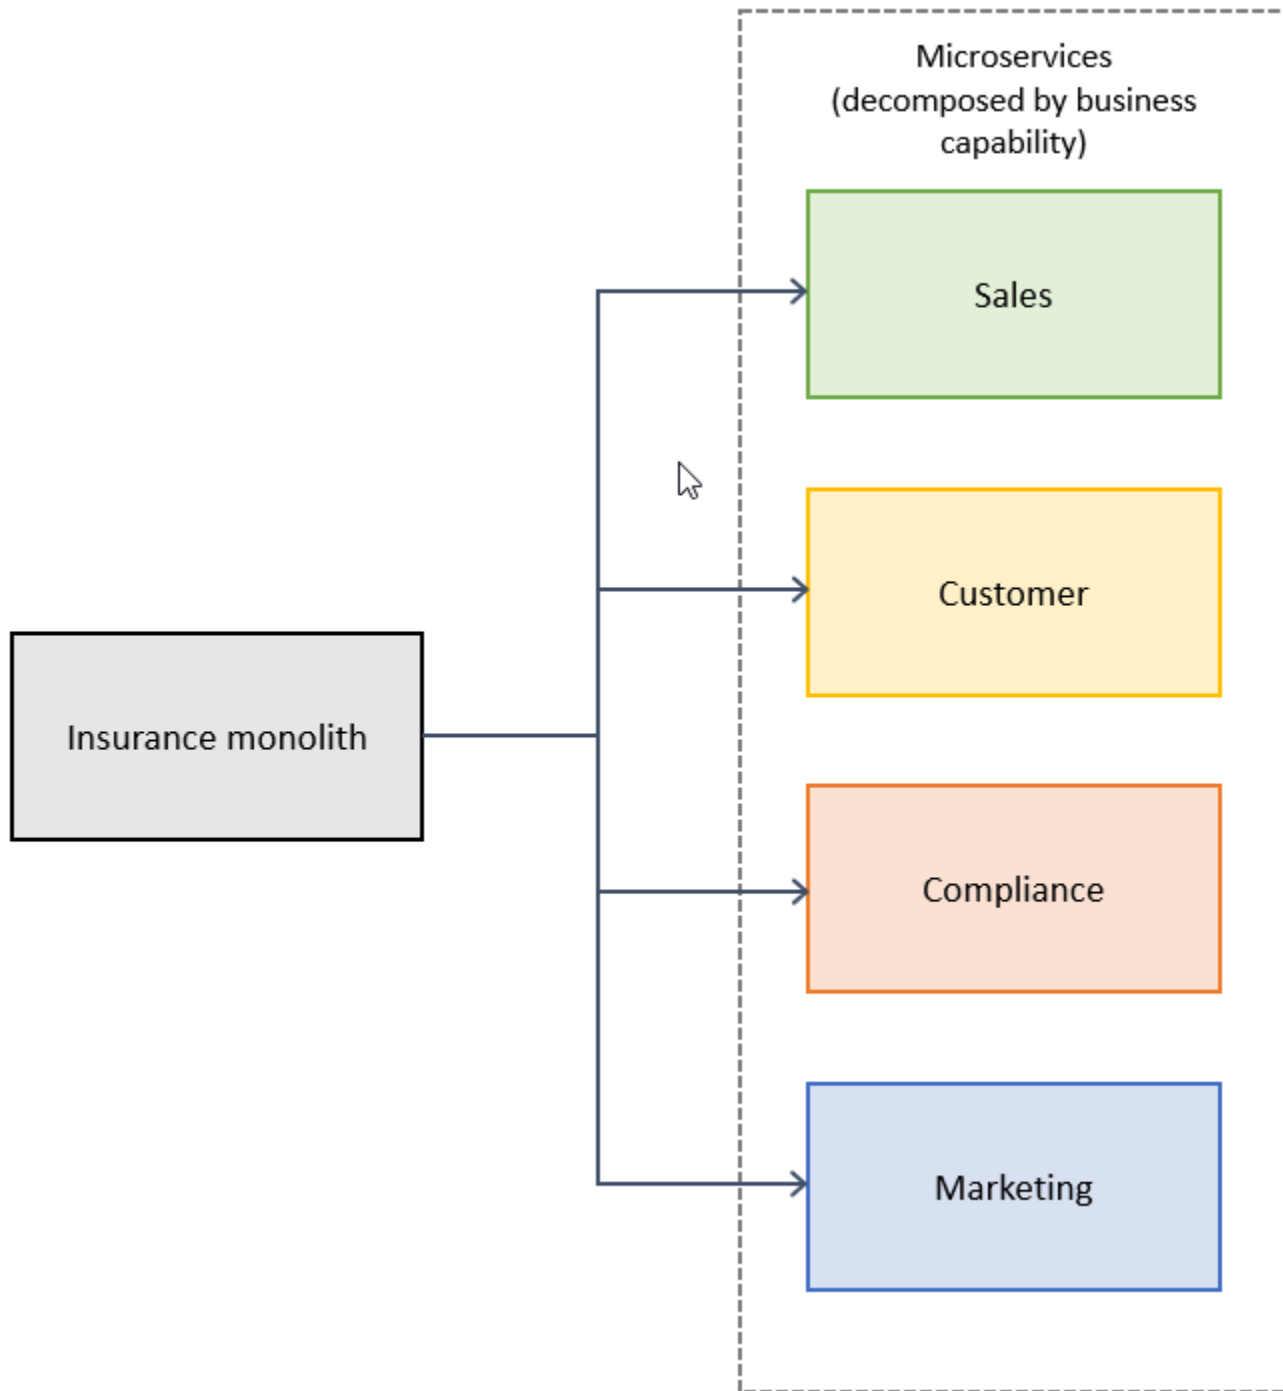 Microservices
(decomposed by business
capability)
Sales
Customer
Insurance monolith
Compliance
Marketing